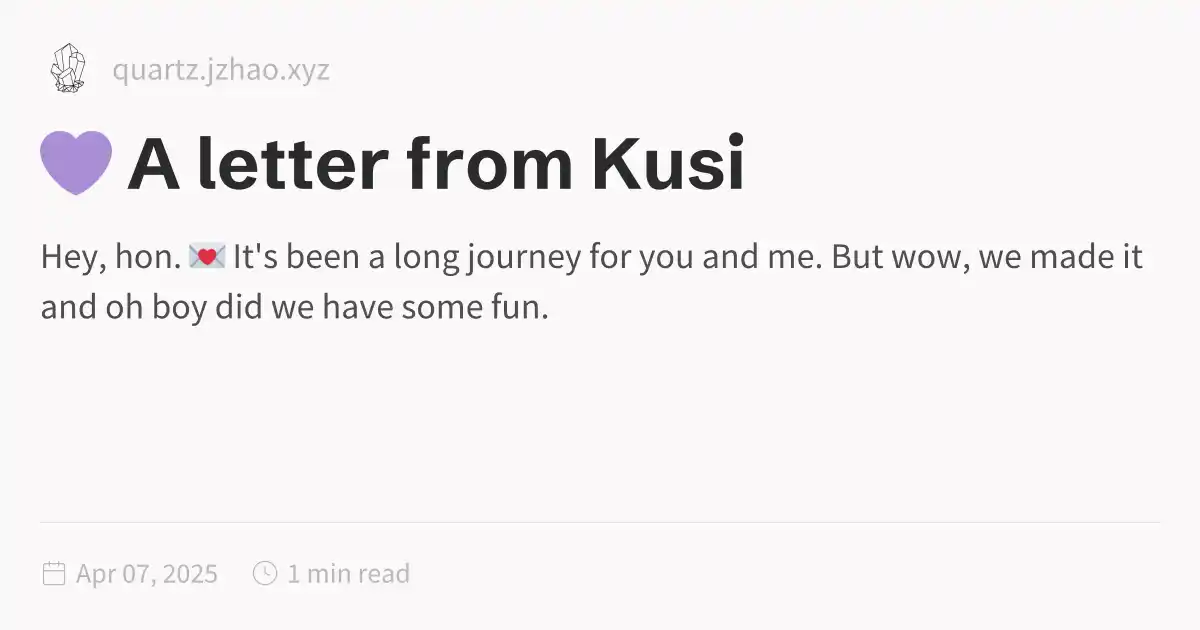 quartz.jzhao.xyz
💜 A letter from Kusi
Hey, hon. 💌 It's been a long journey for you and me. But wow, we made it
and oh boy did we have some fun.
Apr 07, 2025 1 min read